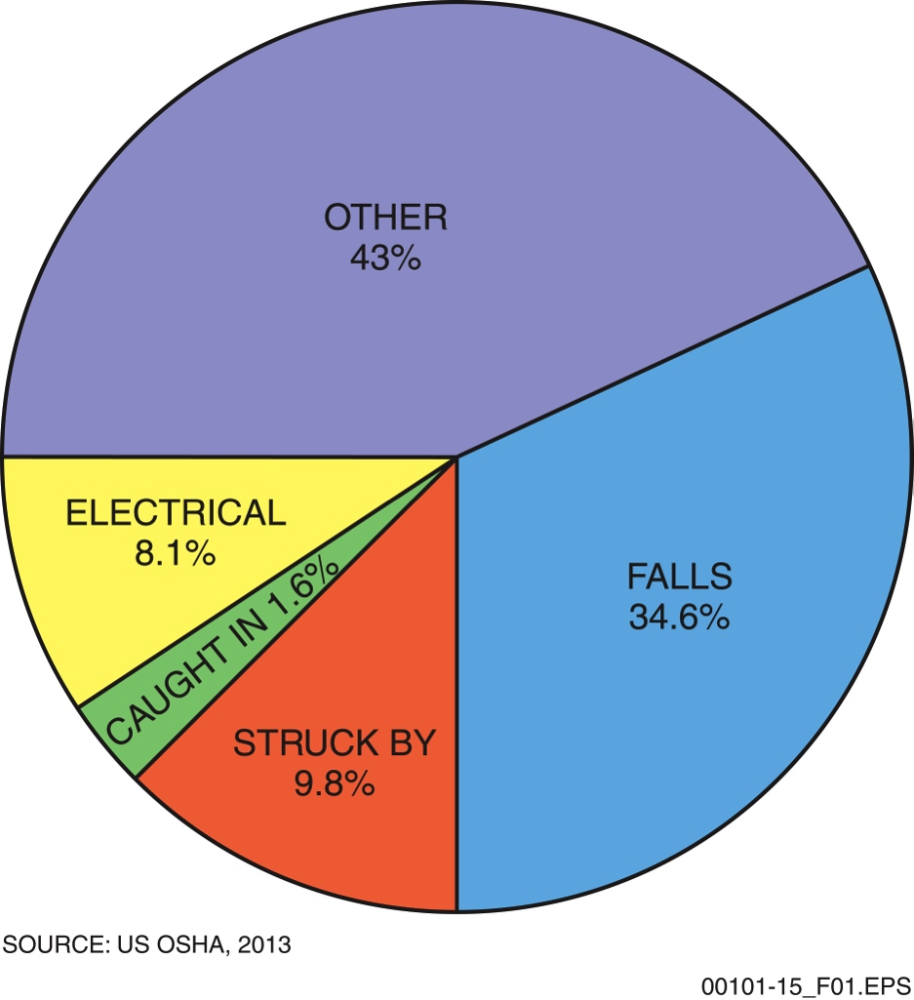 OTHER
43%
ELECTRICAL
8.1%
CAUGHT IN 1.6%
FALLS
34.6%
STRUCK BY
9.8%
SOURCE: US OSHA, 2013
00101-15_F01.EPS